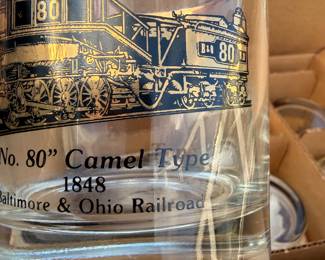 80
B&O 80
No. 80" Camel Type
1848
Baltimore & Ohio Railroad